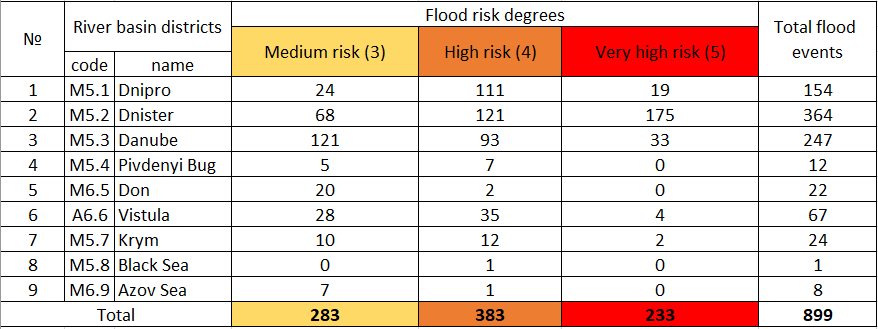 № River basin districts Flood risk degrees Total flood events
Medium risk (3) High risk (4) Very high risk (5)
code name
1 M5.1 Dnipro 24 111 19 154
2 M5.2 Dnister 68 121 175 364
3 M5.3 Danube 121 93 33 247
4 M5.4 Pivdenyi Bug 5 7 0 12
5 M6.5 Don 20 2 0 22
6 A6.6 Vistula 28 35 4 67
7 M5.7 Krym 10 12 2 24
8 M5.8 Black Sea 0 1 0 1
9 M6.9 Azov Sea 7 1 0 8
Total 283 383 233 899